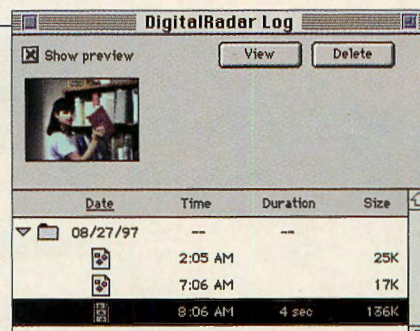 DigitalRadar Log
Show preview View Delete
Date Time Duration Size
08/27/97 -- --
2:05 AM 25K
7:06 AM 17K
8:06 AM 4 sec 136K